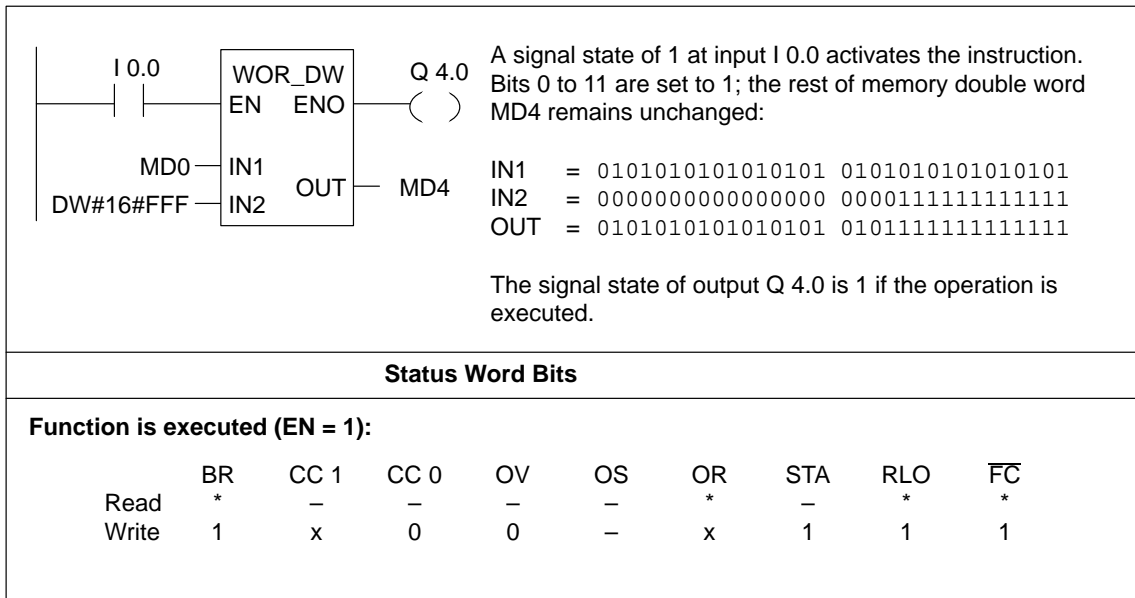 I 0.0
WOR_DW
Q 4.0
EN ENO
MD0
IN1
OUT
MD4
DW#16#FFF
IN2
A signal state of 1 at input I 0.0 activates the instruction.
Bits 0 to 11 are set to 1; the rest of memory double word
MD4 remains unchanged:
IN1 = 0101010101010101 0101010101010101
IN2 = 0000000000000000 0000111111111111
OUT = 0101010101010101 0101111111111111
The signal state of output Q 4.0 is 1 if the operation is
executed.
Status Word Bits
Function is executed (EN = 1):
BR CC 1 CC 0 OV OS OR STA RLO F̅C̅
Read * – – – – * – * *
Write 1 x 0 0 – x 1 1 1